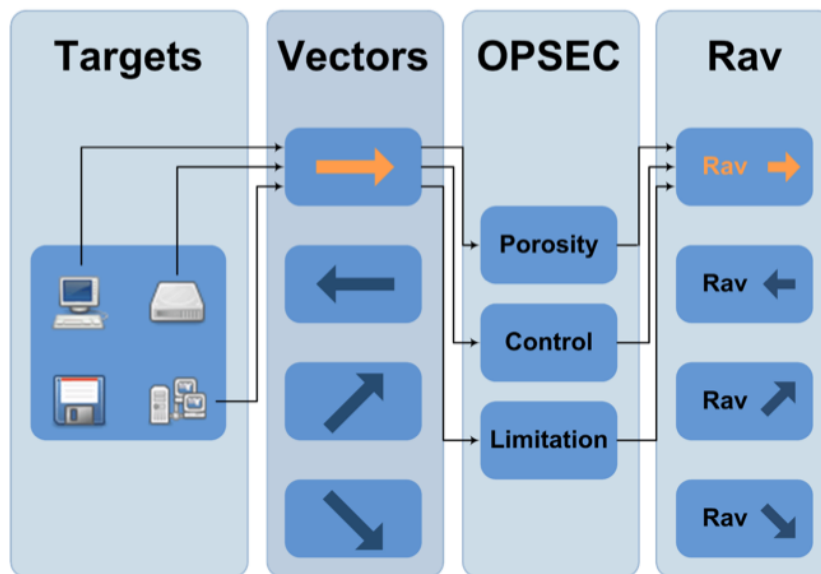 Targets
Vectors
OPSEC
Rav
Rav
Porosity
Rav
Control
Rav
Limitation
Rav